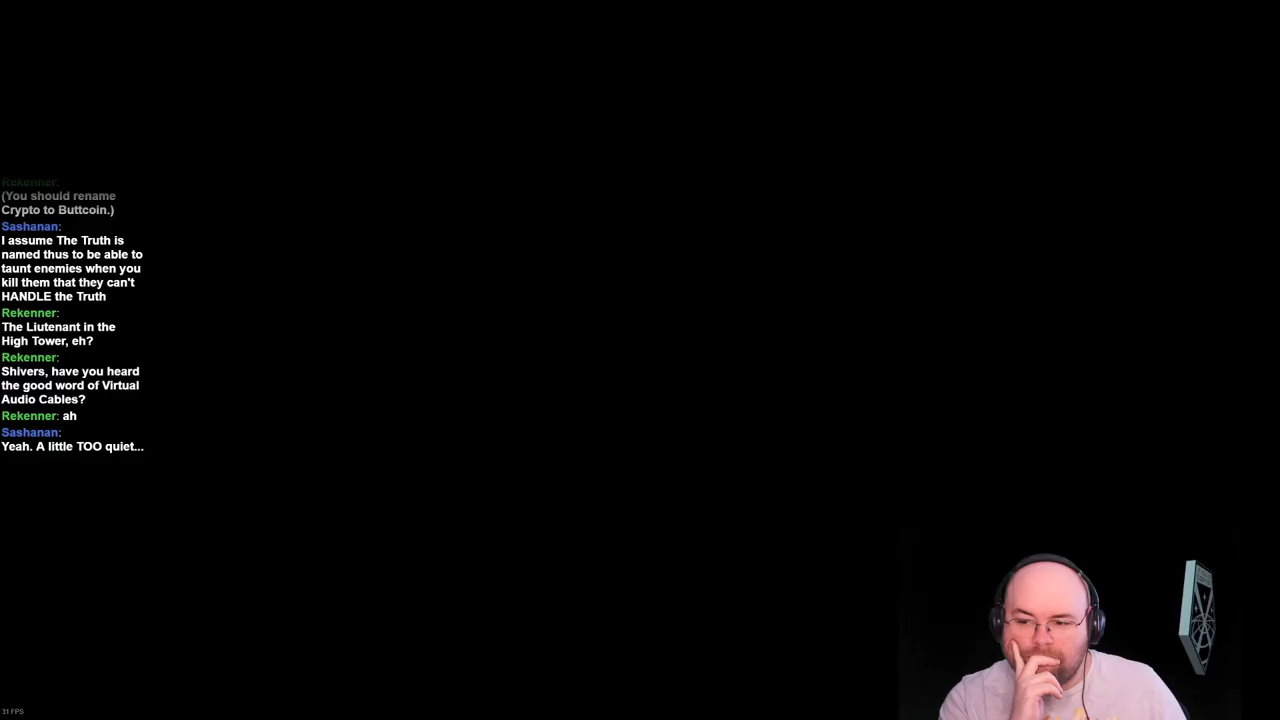 Rekenner:
(You should rename
Crypto to Buttcoin.)
Sashanan:
I assume The Truth is
named thus to be able to
taunt enemies when you
kill them that they can't
HANDLE the Truth
Rekenner:
The Liutenant in the
High Tower, eh?
Rekenner:
Shivers, have you heard
the good word of Virtual
Audio Cables?
Rekenner: ah
Sashanan:
Yeah. A little TOO quiet...
31 FPS